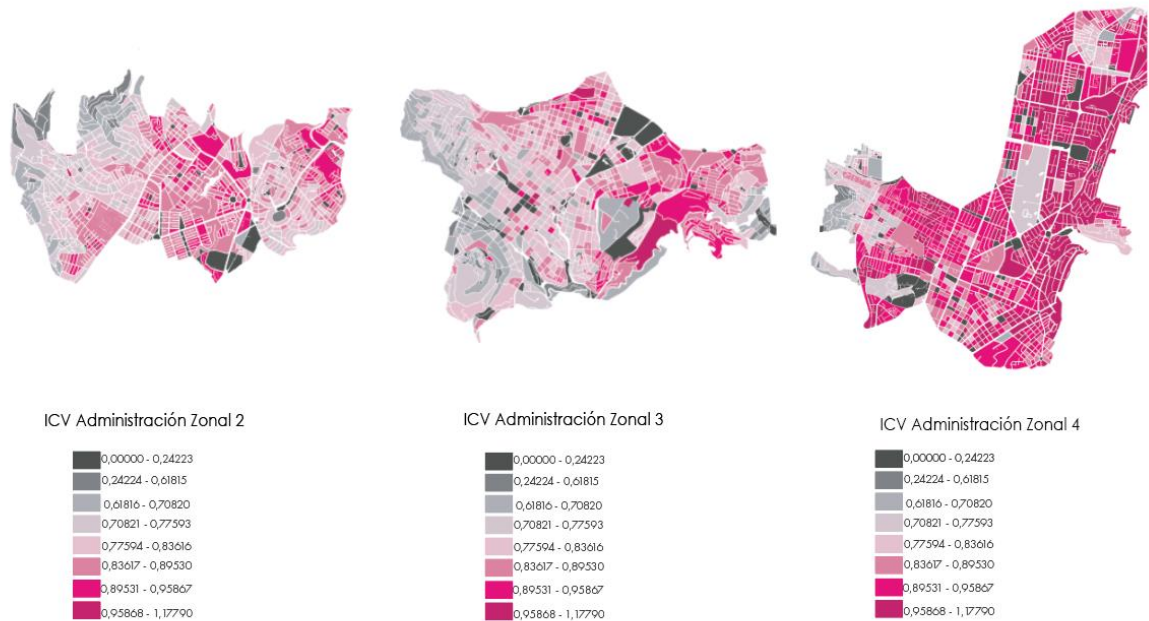 ICV Administración Zonal 2
0,00000 - 0,24223
0,24224 - 0,61815
0,61816 - 0,70820
0,70821 - 0,77593
0,77594 - 0,83616
0,83617 - 0,89530
0,89531 - 0,95867
0,95868 - 1,17790
ICV Administración Zonal 3
0,00000 - 0,24223
0,24224 - 0,61815
0,61816 - 0,70820
0,70821 - 0,77593
0,77594 - 0,83616
0,83617 - 0,89530
0,89531 - 0,95867
0,95868 - 1,17790
ICV Administración Zonal 4
0,00000 - 0,24223
0,24224 - 0,61815
0,61816 - 0,70820
0,70821 - 0,77593
0,77594 - 0,83616
0,83617 - 0,89530
0,89531 - 0,95867
0,95868 - 1,17790